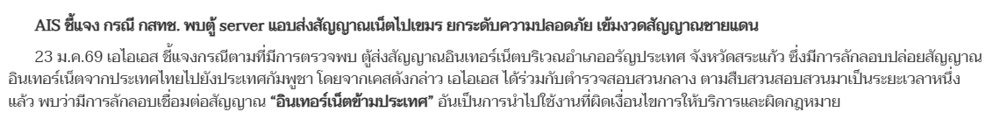 AIS ชี้แจง กรณี กสทช. พบตู้ server แอบส่งสัญญาณเน็ตไปเขมร ยกระดับความปลอดภัย เข้มงวดสัญญาณชายแดน
23 ม.ค.69 เอไอเอส ชี้แจงกรณีตามที่มีการตรวจพบ ตู้ส่งสัญญาณอินเทอร์เน็ตบริเวณอำเภออรัญประเทศ จังหวัดสระแก้ว ซึ่งมีการลักลอบปล่อยสัญญาณ
อินเทอร์เน็ตจากประเทศไทยไปยังประเทศกัมพูชา โดยจากเคสดังกล่าว เอไอเอส ได้ร่วมกับตำรวจสอบสวนกลาง ตามสืบสวนสอบสวนมาเป็นระยะเวลาหนึ่ง
แล้ว พบว่ามีการลักลอบเชื่อมต่อสัญญาณ “อินเทอร์เน็ตข้ามประเทศ” อันเป็นการนำไปใช้งานที่ผิดเงื่อนไขการให้บริการและผิดกฎหมาย